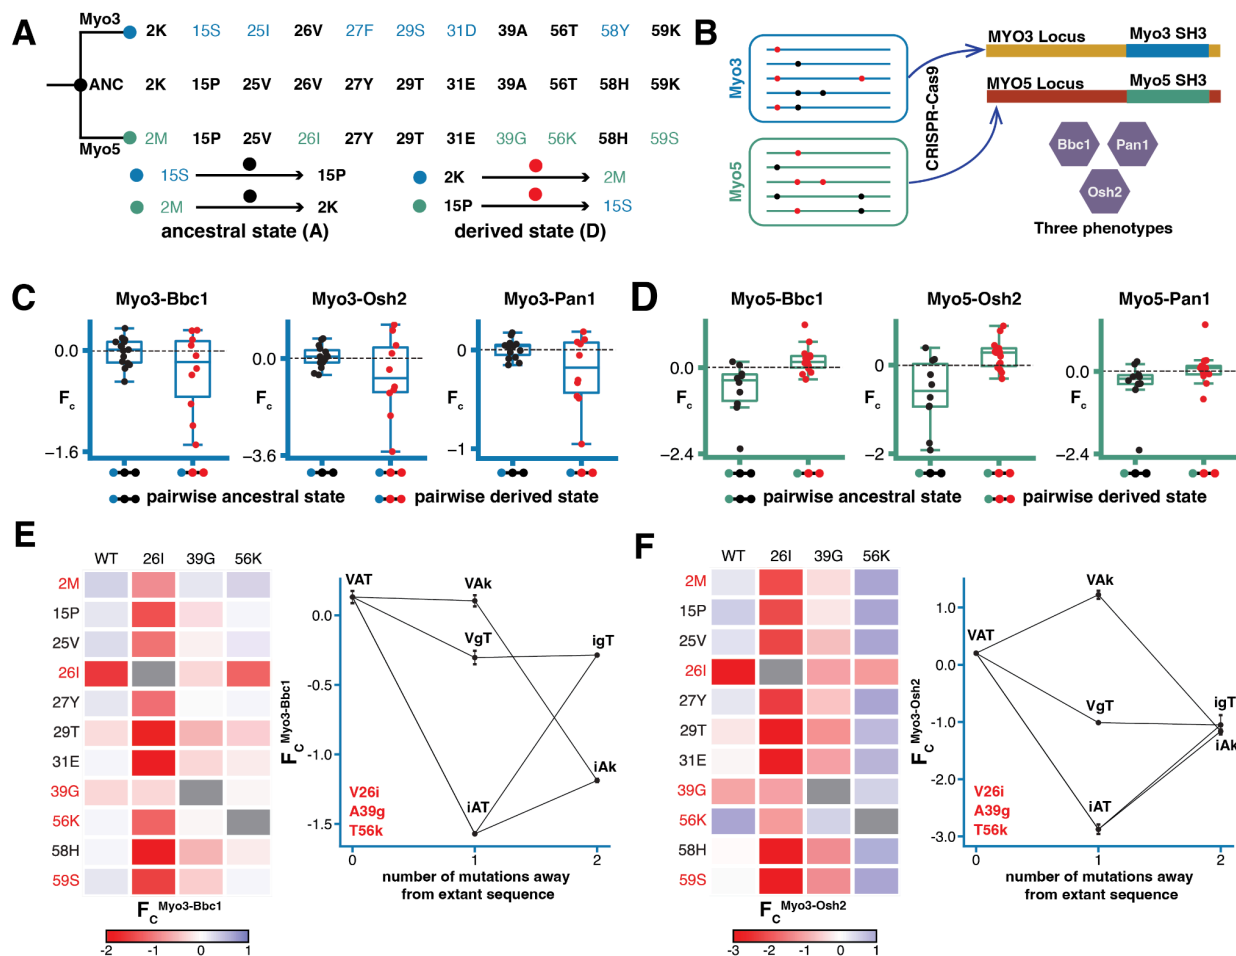 A
Myo3
2K 15S 25I 26V 27F 29S 31D 39A 56T 58Y 59K
ANC 2K 15P 25V 26V 27Y 29T 31E 39A 56T 58H 59K
2M 15P 25V 26I 27Y 29T 31E 39G 56K 58H 59S
Myo5
15S 15P 2K 2M
2M 2K 15P 15S
ancestral state (A) derived state (D)
B
Myo3
Myo5
CRISPR-Cas9
MYO3 Locus Myo3 SH3
MYO5 Locus Myo5 SH3
Bbc1 Pan1
Osh2
Three phenotypes
C
Myo3-Bbc1 Myo3-Osh2 Myo3-Pan1
0.0
Fc
−1.6
0.0
Fc
−3.6
0
Fc
−1
pairwise ancestral state pairwise derived state
D
Myo5-Bbc1 Myo5-Osh2 Myo5-Pan1
0.0
Fc
−2.4
0
Fc
−2
0.0
Fc
−2.4
pairwise ancestral state pairwise derived state
E
WT 26I 39G 56K
2M
15P
25V
26I
27Y
29T
31E
39G
56K
58H
59S
FC Myo3-Bbc1
-2 -1 0 1
FC Myo3-Bbc1
0.0
-0.5
-1.0
-1.5
VAT VAk
VgT igT
iAT iAk
V26i
A39g
T56k
0 1 2
number of mutations away
from extant sequence
F
WT 26I 39G 56K
2M
15P
25V
26I
27Y
29T
31E
39G
56K
58H
59S
FC Myo3-Osh2
-3 -2 -1 0 1
FC Myo3-Osh2
1.0
0.0
-1.0
-2.0
-3.0
VAk
VAT
VgT igT
iAk
iAT
V26i
A39g
T56k
0 1 2
number of mutations away
from extant sequence